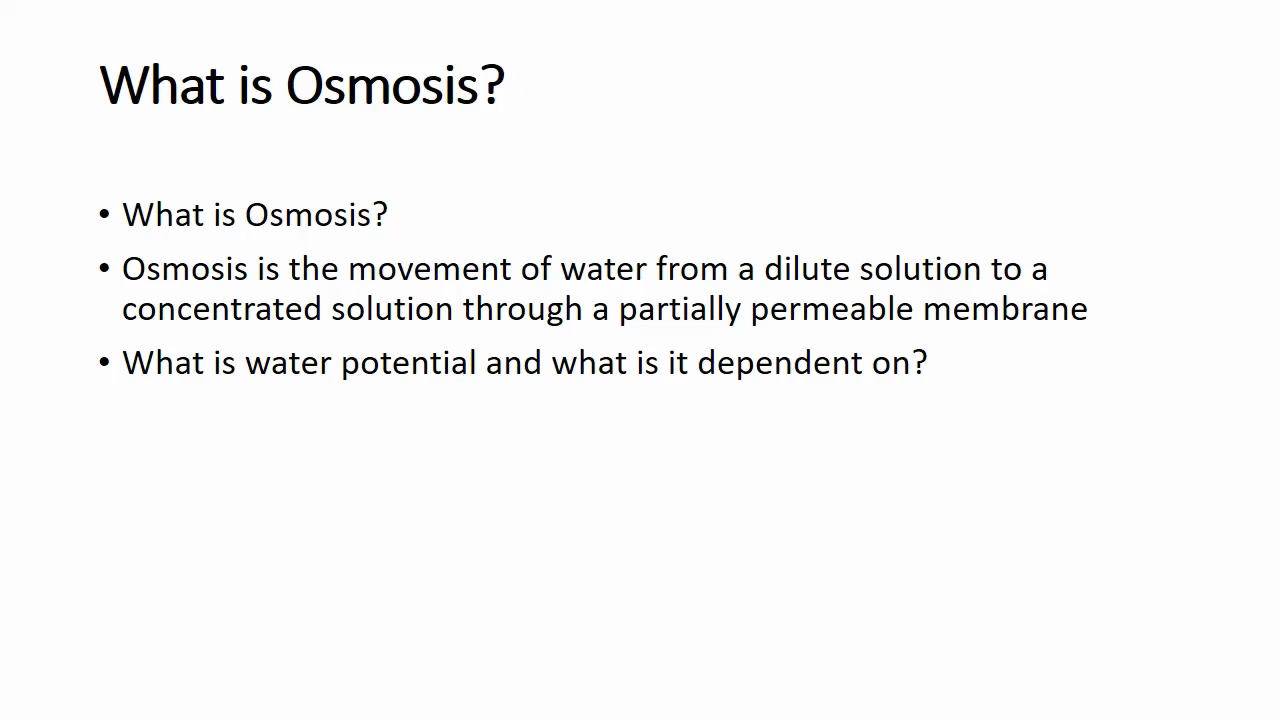 What is Osmosis?
• What is Osmosis?
• Osmosis is the movement of water from a dilute solution to a
concentrated solution through a partially permeable membrane
• What is water potential and what is it dependent on?